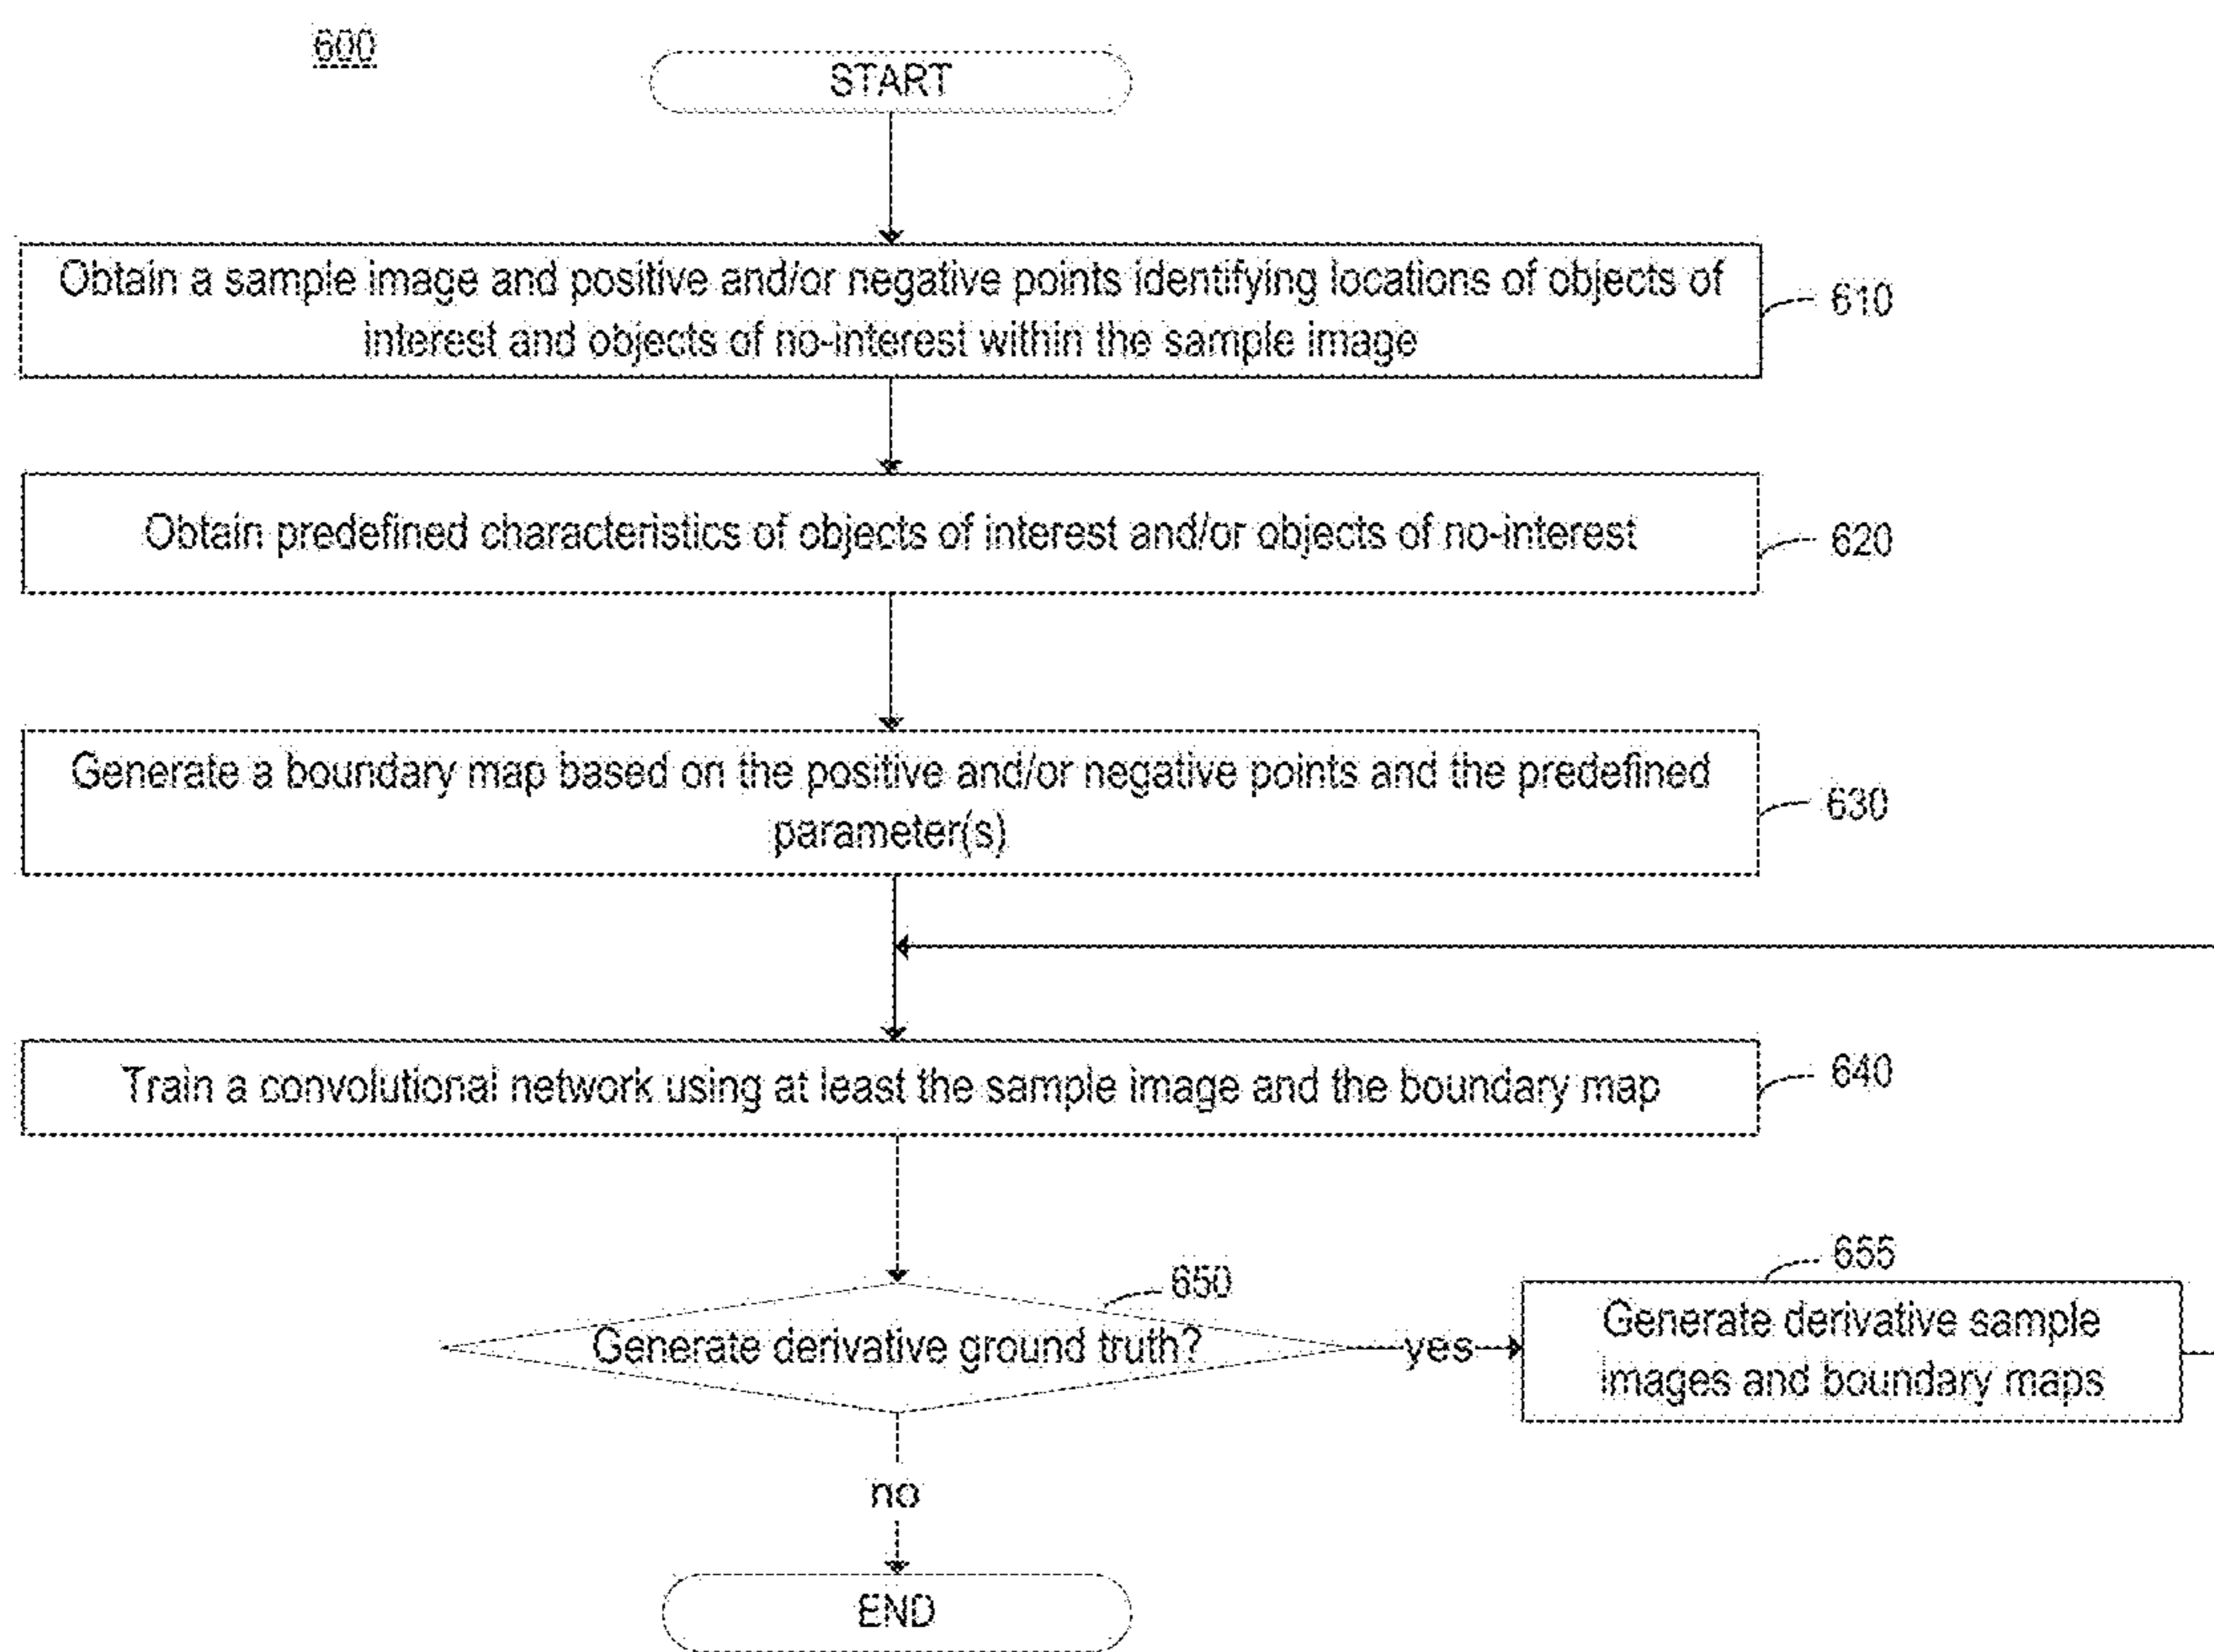 600
START
Obtain a sample image and positive and/or negative points identifying locations of objects of
interest and objects of no-interest within the sample image
610
Obtain predefined characteristics of objects of interest and/or objects of no-interest
620
Generate a boundary map based on the positive and/or negative points and the predefined
parameter(s)
630
Train a convolutional network using at least the sample image and the boundary map
640
650
Generate derivative ground truth?
yes
655
Generate derivative sample
images and boundary maps
no
END